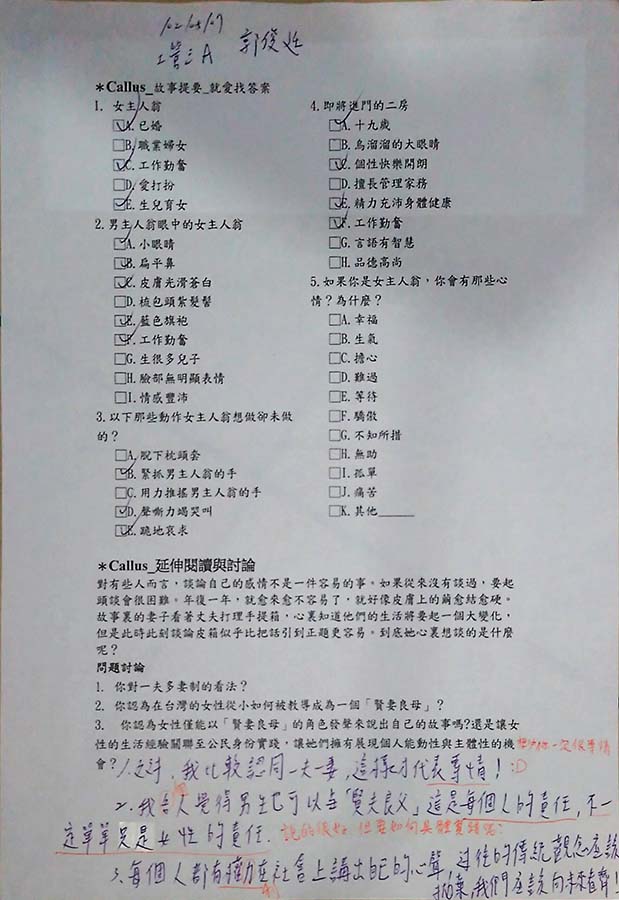 102/05/07
工管三A 郭俊廷
＊Callus_故事提要_就愛找答案
1. 女主人翁
A. 已婚
B. 職業婦女
C. 工作勤奮
D. 愛打扮
E. 生兒育女
2. 男主人翁眼中的女主人翁
A. 小眼睛
B. 扁平鼻
C. 皮膚光滑蒼白
D. 梳包頭紮髮髻
E. 藍色旗袍
F. 工作勤奮
G. 生很多兒子
H. 臉部無明顯表情
I. 情感豐沛
3. 以下那些動作女主人翁想做卻未做
的？
A. 脫下枕頭套
B. 緊抓男主人翁的手
C. 用力推搖男主人翁的手
D. 聲嘶力竭哭叫
E. 跪地哀求
4. 即將進門的二房
A. 十九歲
B. 烏溜溜的大眼睛
C. 個性快樂開朗
D. 擅長管理家務
E. 精力充沛身體健康
F. 工作勤奮
G. 言語有智慧
H. 品德高尚
5. 如果你是女主人翁，你會有那些心
情？為什麼？
A. 幸福
B. 生氣
C. 擔心
D. 難過
E. 等待
F. 驕傲
G. 不知所措
H. 無助
I. 孤單
J. 痛苦
K. 其他______
＊Callus_延伸閱讀與討論
對有些人而言，談論自己的感情不是一件容易的事。如果從來沒有談過，要起
頭談會很困難。年復一年，就愈來愈不容易了，就好像皮膚上的繭愈結愈硬。
故事裏的妻子看著丈夫打理手提箱，心裏知道他們的生活將要起一個大變化，
但是此時此刻談論皮箱似乎比把話引到正題更容易。到底她心裏想談的是什麼
呢？
問題討論
1. 你對一夫多妻制的看法？
2. 你認為在台灣的女性從小如何被教導成為一個「賢妻良母」？
3. 你認為女性僅能以「賢妻良母」的角色發聲來說出自己的故事嗎?還是讓女
性的生活經驗關聯至公民身份實踐，讓她們擁有展現個人能動性與主體性的機
會？
一定很專情 :D
我比較認同一夫一妻，這樣才代表專情！
2. 我個人覺得男生也可以当「賢夫良父」這是每個人的責任，不一
定單單只是女性的責任.
說的很好，但要如何具體實踐呢？
3. 每個人都有權力在社會上講出自己的心聲，過往的傳統觀念應該
拋棄，我們應該向未來看齊！
利